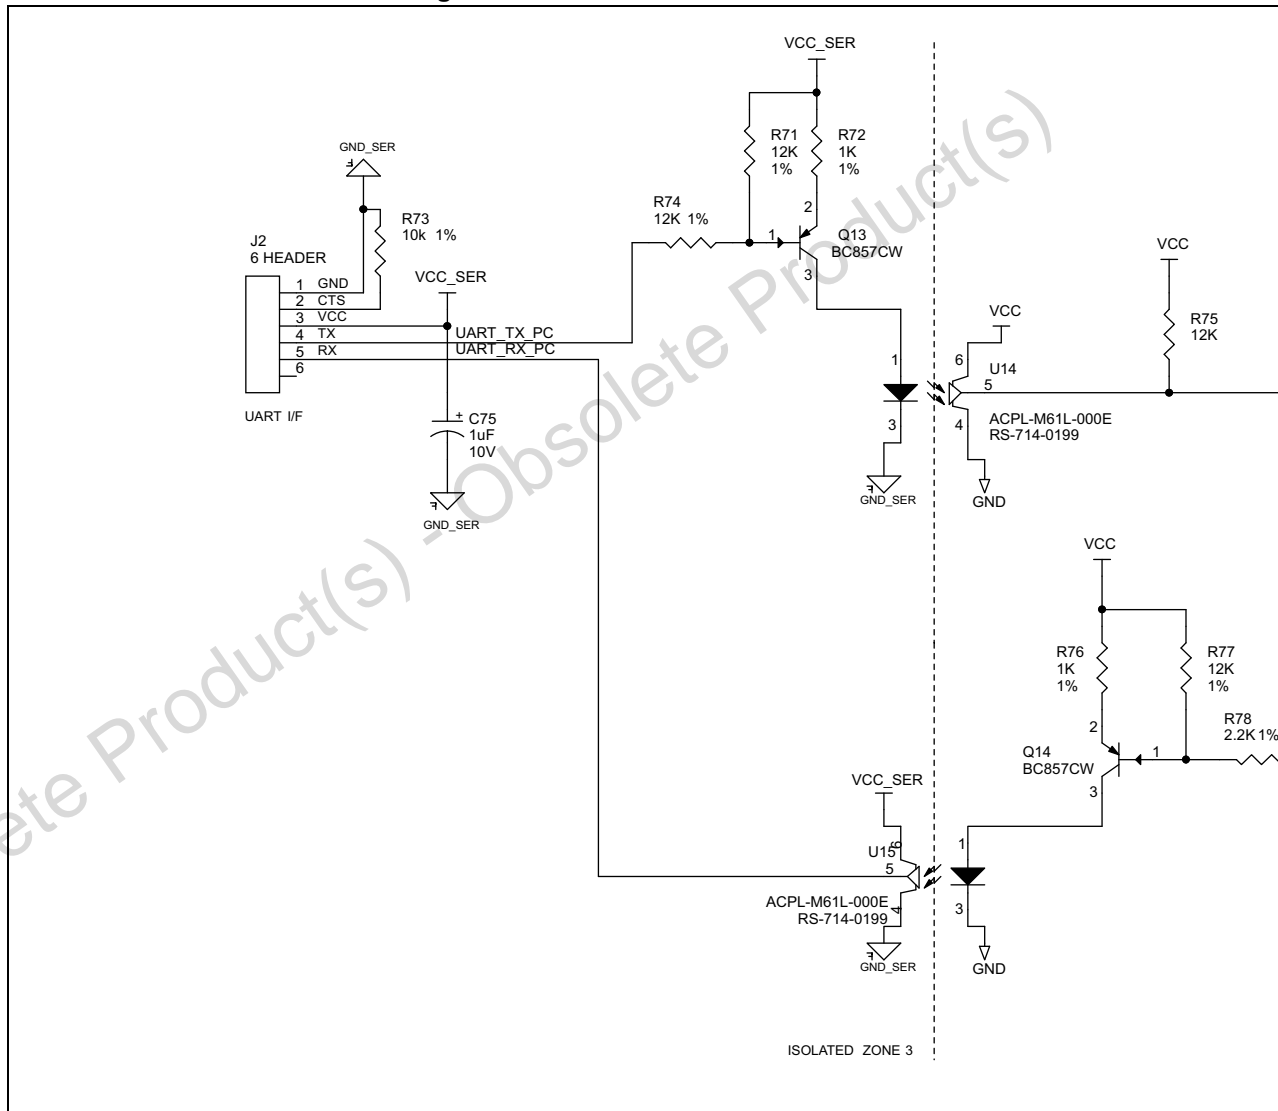 VCC_SER
R71
12K
1%
R72
1K
1%
GND_SER
R73
10k 1%
R74
12K 1%
1
2
3
Q13
BC857CW
J2
6 HEADER
1 GND
2 CTS
3 VCC
4 TX
5 RX
6
UART I/F
VCC_SER
UART_TX_PC
UART_RX_PC
+
C75
1uF
10V
GND_SER
1
3
GND_SER
VCC
6
U14
5
4
ACPL-M61L-000E
RS-714-0199
GND
VCC
R75
12K
VCC
R76
1K
1%
R77
12K
1%
R78
2.2K 1%
2
Q14
BC857CW
1
3
VCC_SER
6
U15
5
4
ACPL-M61L-000E
RS-714-0199
GND_SER
1
3
GND
ISOLATED ZONE 3
ete Product(s) - Obsolete Product(s)